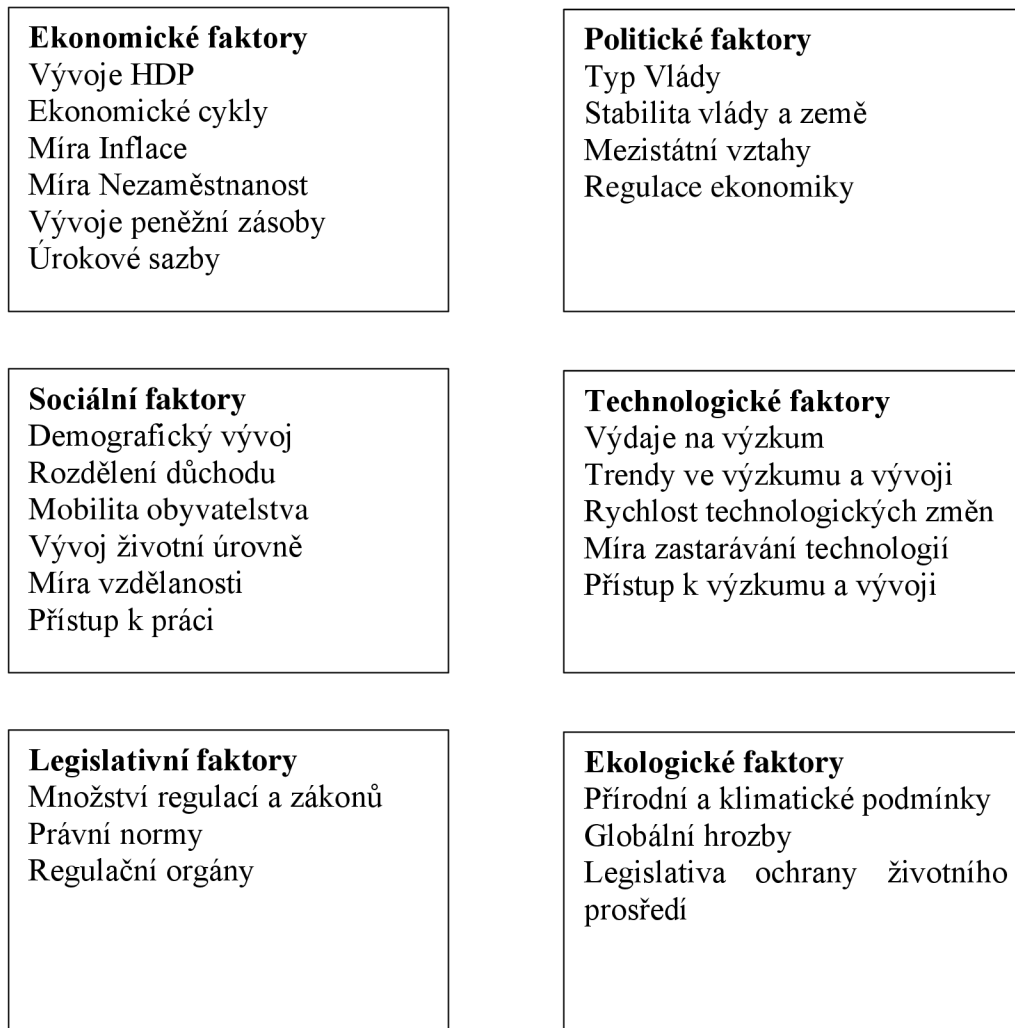 Ekonomické faktory
Vývoje HDP
Ekonomické cykly
Míra Inflace
Míra Nezaměstnanost
Vývoje peněžní zásoby
Úrokové sazby
Politické faktory
Typ Vlády
Stabilita vlády a země
Mezistátní vztahy
Regulace ekonomiky
Sociální faktory
Demografický vývoj
Rozdělení důchodu
Mobilita obyvatelstva
Vývoj životní úrovně
Míra vzdělanosti
Přístup k práci
Technologické faktory
Výdaje na výzkum
Trendy ve výzkumu a vývoji
Rychlost technologických změn
Míra zastarávání technologií
Přístup k výzkumu a vývoji
Legislativní faktory
Množství regulací a zákonů
Právní normy
Regulační orgány
Ekologické faktory
Přírodní a klimatické podmínky
Globální hrozby
Legislativa ochrany životního
prosředí